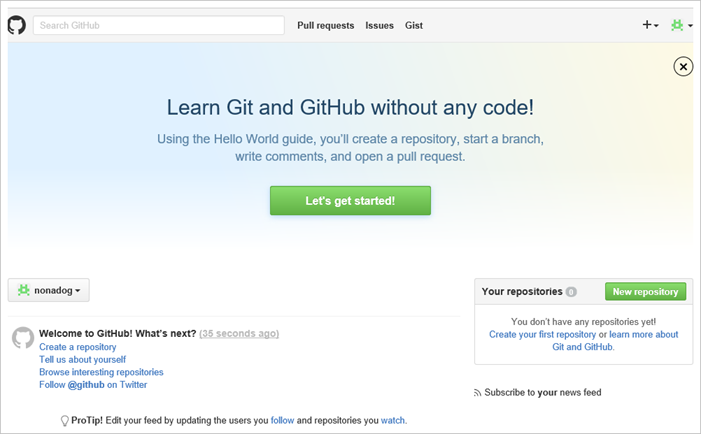 Search GitHub
Pull requests Issues Gist
Learn Git and GitHub without any code!
Using the Hello World guide, you'll create a repository, start a branch,
write comments, and open a pull request.
Let's get started!
nonadog
Your repositories 0 New repository
You don't have any repositories yet!
Create your first repository or learn more about
Git and GitHub.
Welcome to GitHub! What's next? (35 seconds ago)
Create a repository
Tell us about yourself
Browse interesting repositories
Follow @github on Twitter
Subscribe to your news feed
ProTip! Edit your feed by updating the users you follow and repositories you watch.